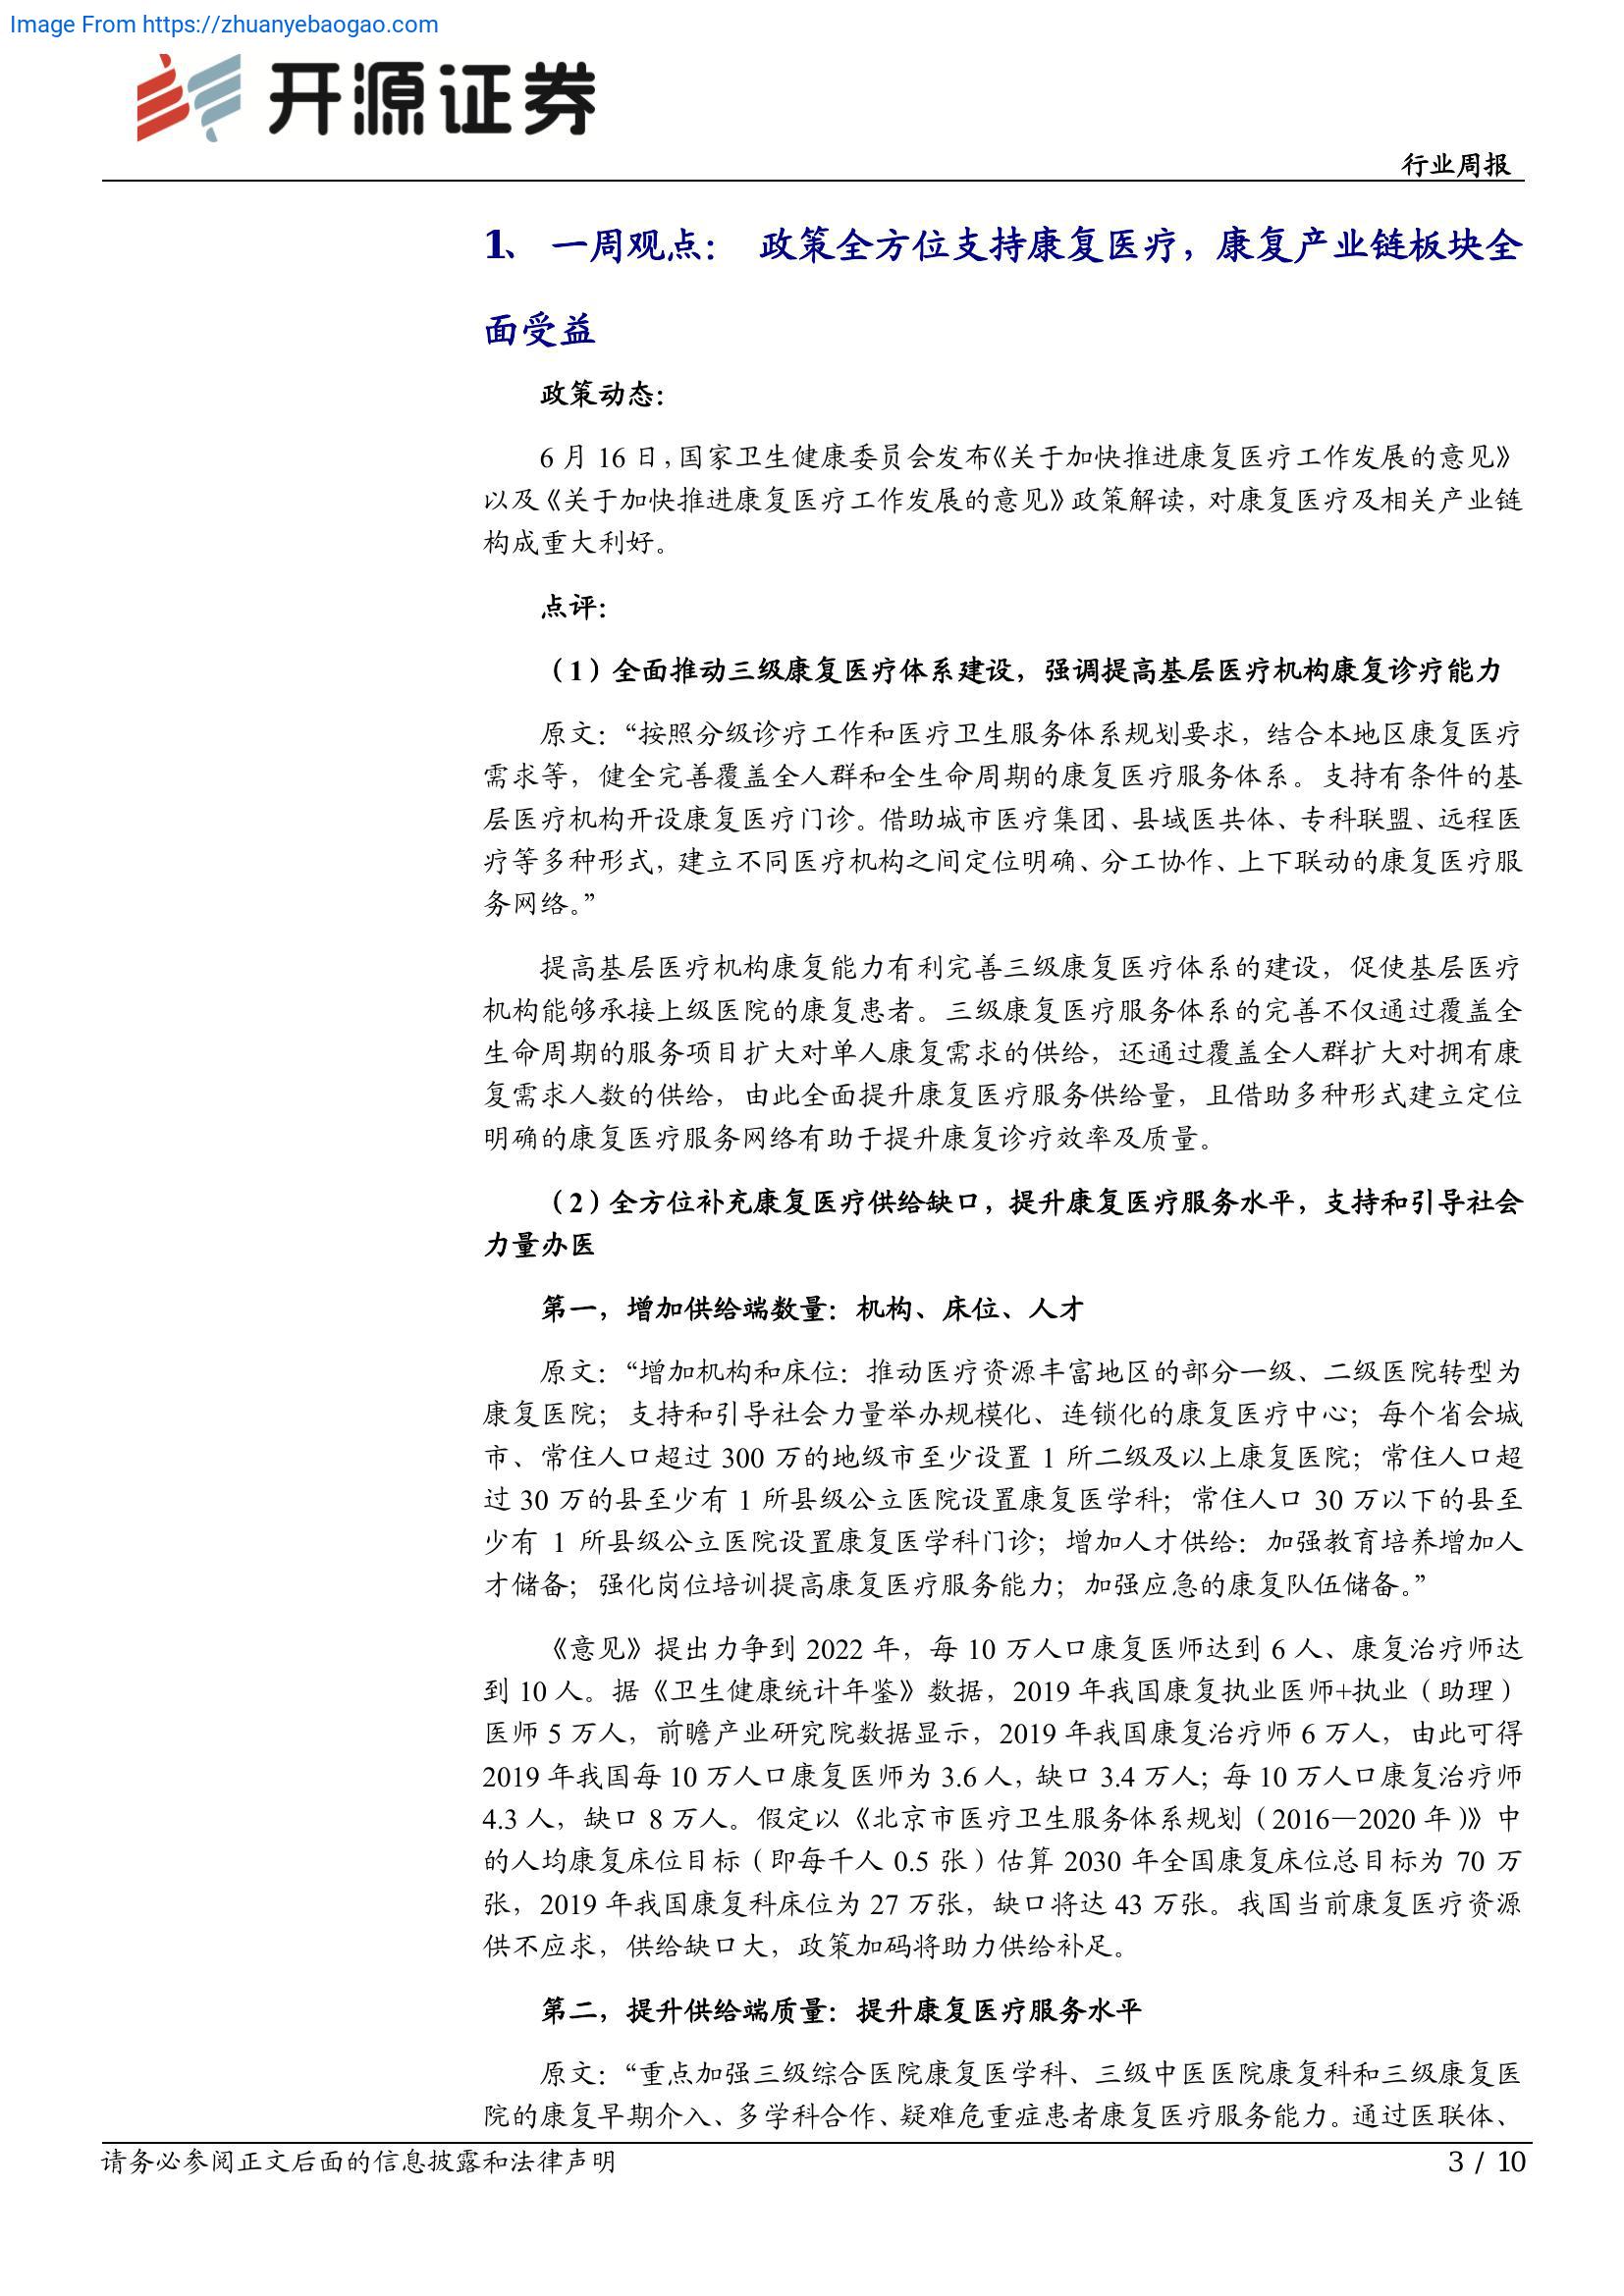 Image From https://zhuanyebaogao.com
开源证券
行业周报
1、 一周观点： 政策全方位支持康复医疗，康复产业链板块全
面受益
政策动态：
6 月 16 日，国家卫生健康委员会发布《关于加快推进康复医疗工作发展的意见》
以及《关于加快推进康复医疗工作发展的意见》政策解读，对康复医疗及相关产业链
构成重大利好。
点评：
（1）全面推动三级康复医疗体系建设，强调提高基层医疗机构康复诊疗能力
原文：“按照分级诊疗工作和医疗卫生服务体系规划要求，结合本地区康复医疗
需求等，健全完善覆盖全人群和全生命周期的康复医疗服务体系。支持有条件的基
层医疗机构开设康复医疗门诊。借助城市医疗集团、县域医共体、专科联盟、远程医
疗等多种形式，建立不同医疗机构之间定位明确、分工协作、上下联动的康复医疗服
务网络。”
提高基层医疗机构康复能力有利完善三级康复医疗体系的建设，促使基层医疗
机构能够承接上级医院的康复患者。三级康复医疗服务体系的完善不仅通过覆盖全
生命周期的服务项目扩大对单人康复需求的供给，还通过覆盖全人群扩大对拥有康
复需求人数的供给，由此全面提升康复医疗服务供给量，且借助多种形式建立定位
明确的康复医疗服务网络有助于提升康复诊疗效率及质量。
（2）全方位补充康复医疗供给缺口，提升康复医疗服务水平，支持和引导社会
力量办医
第一，增加供给端数量：机构、床位、人才
原文：“增加机构和床位：推动医疗资源丰富地区的部分一级、二级医院转型为
康复医院；支持和引导社会力量举办规模化、连锁化的康复医疗中心；每个省会城
市、常住人口超过 300 万的地级市至少设置 1 所二级及以上康复医院；常住人口超
过 30 万的县至少有 1 所县级公立医院设置康复医学科；常住人口 30 万以下的县至
少有 1 所县级公立医院设置康复医学科门诊；增加人才供给：加强教育培养增加人
才储备；强化岗位培训提高康复医疗服务能力；加强应急的康复队伍储备。”
《意见》提出力争到 2022 年，每 10 万人口康复医师达到 6 人、康复治疗师达
到 10 人。据《卫生健康统计年鉴》数据，2019 年我国康复执业医师+执业（助理）
医师 5 万人，前瞻产业研究院数据显示，2019 年我国康复治疗师 6 万人，由此可得
2019 年我国每 10 万人口康复医师为 3.6 人，缺口 3.4 万人；每 10 万人口康复治疗师
4.3 人，缺口 8 万人。假定以《北京市医疗卫生服务体系规划（2016—2020 年）》中
的人均康复床位目标（即每千人 0.5 张）估算 2030 年全国康复床位总目标为 70 万
张，2019 年我国康复科床位为 27 万张，缺口将达 43 万张。我国当前康复医疗资源
供不应求，供给缺口大，政策加码将助力供给补足。
第二，提升供给端质量：提升康复医疗服务水平
原文：“重点加强三级综合医院康复医学科、三级中医医院康复科和三级康复医
院的康复早期介入、多学科合作、疑难危重症患者康复医疗服务能力。通过医联体、
请务必参阅正文后面的信息披露和法律声明
3 / 10